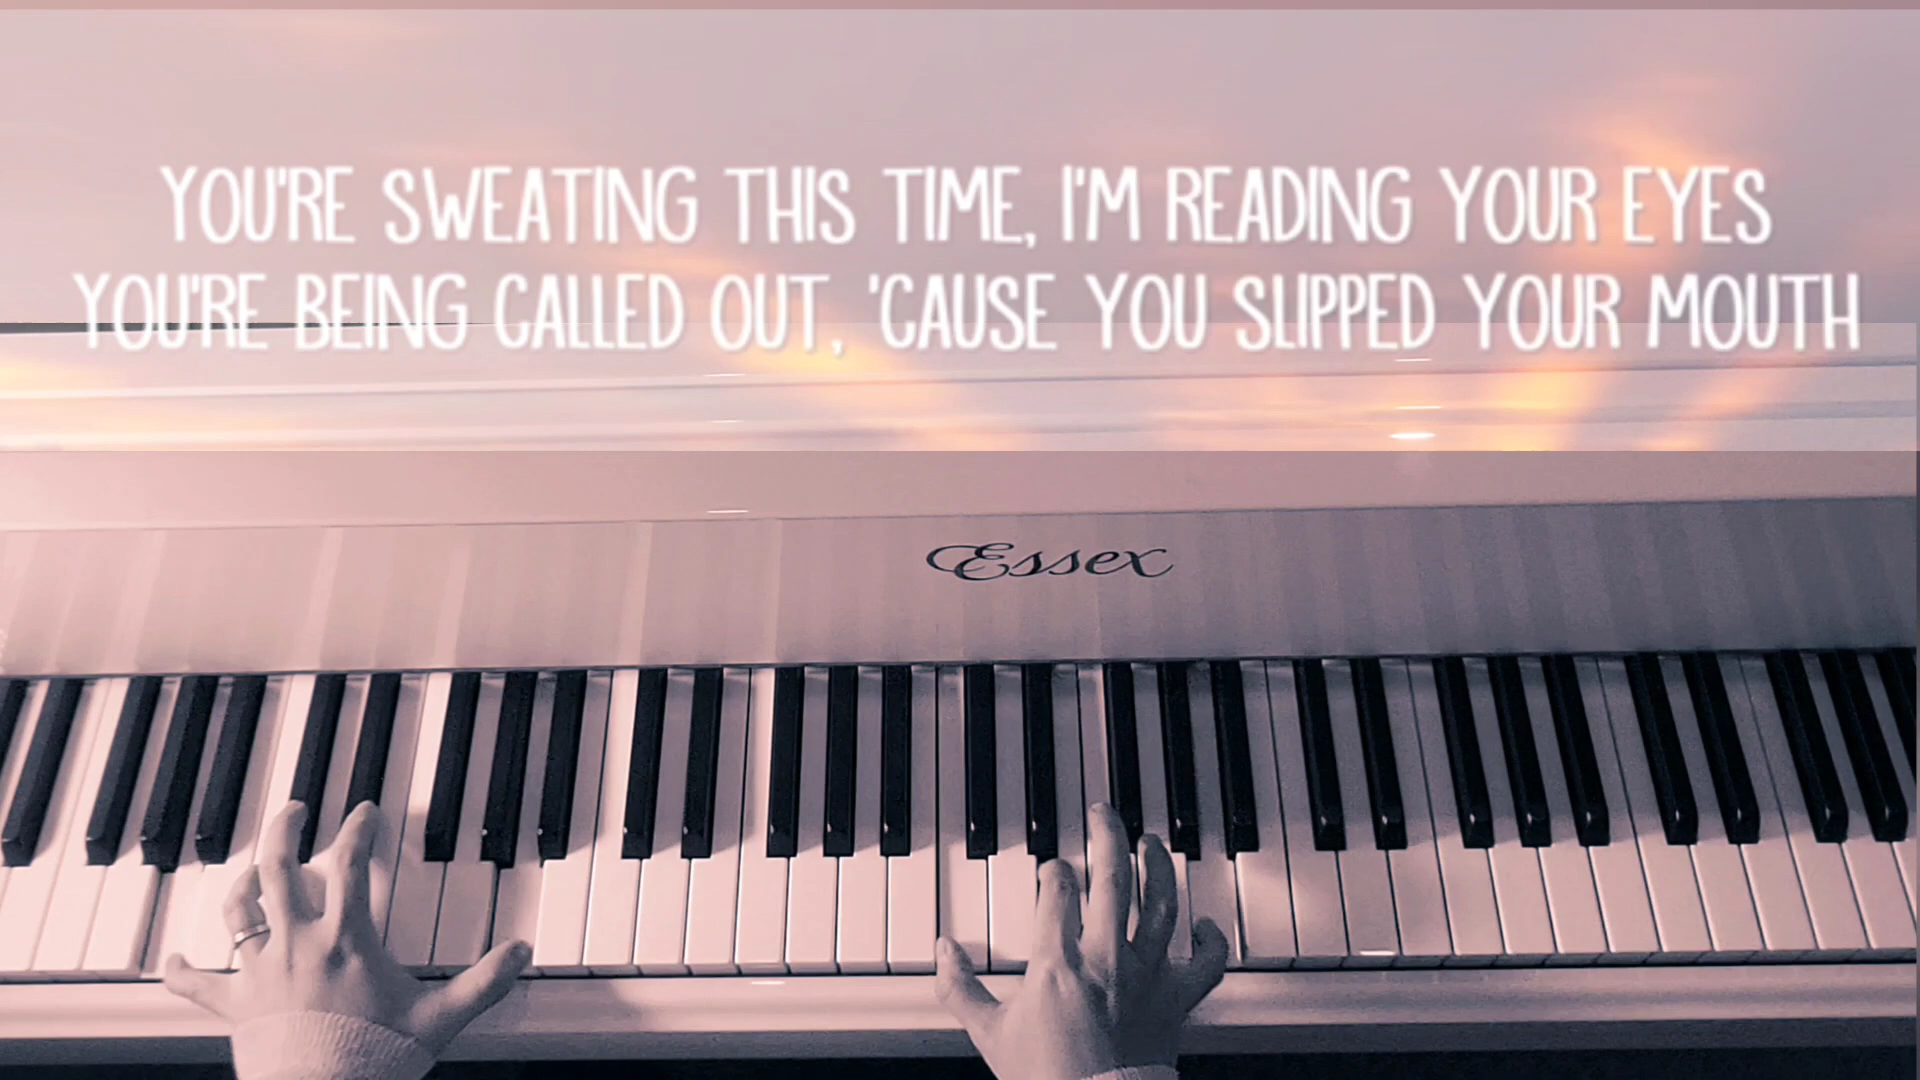 YOU'RE SWEATING THIS TIME, I'M READING YOUR EYES
YOU'RE BEING CALLED OUT, 'CAUSE YOU SLIPPED YOUR MOUTH
Essex